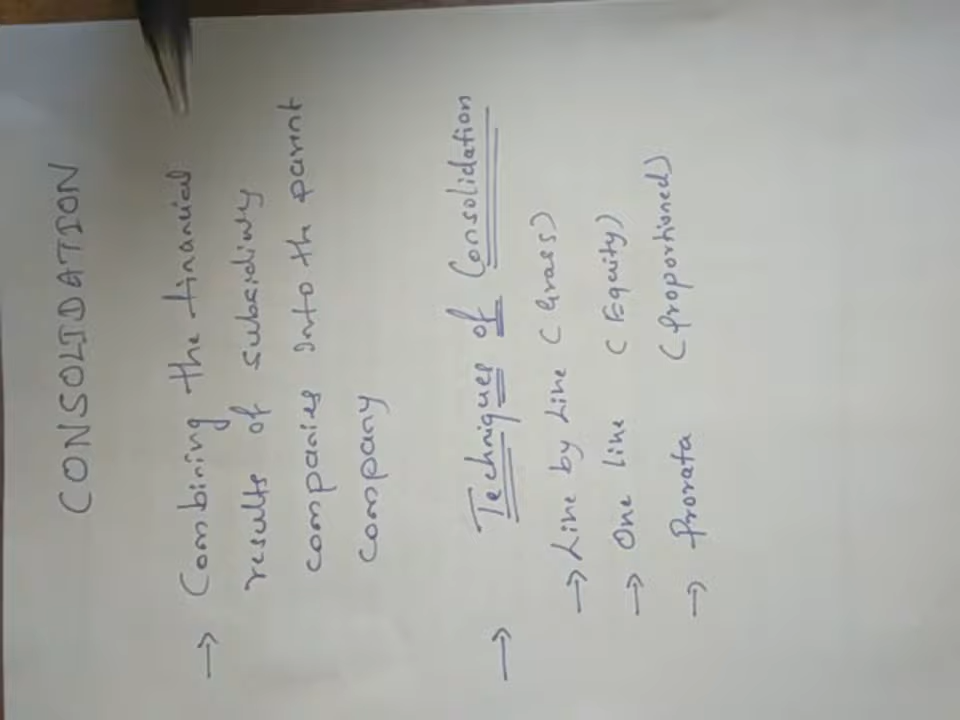 CONSOLIDATION
→ Combining the financial
results of subsidiary
companies into the parent
company
→ Techniques of Consolidation
→ Line by Line (Grass)
→ One line (Equity)
→ Prorata (proportioned)